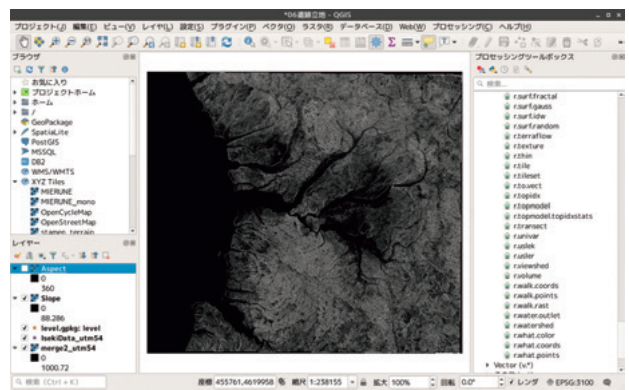 *06遺跡立地 - QGIS
プロジェクト(J) 編集(E) ビュー(V) レイヤ(L) 設定(S) プラグイン(P) ベクタ(O) ラスタ(R) データベース(D) Web(W) プロセッシング(C) ヘルプ(H)
ブラウザ
お気に入り
プロジェクトホーム
ホーム
/
GeoPackage
SpatiaLite
PostGIS
MSSQL
DB2
WMS/WMTS
XYZ Tiles
MIERUNE
MIERUNE_mono
OpenCycleMap
OpenStreetMap
stamen_terrain
レイヤー
Aspect
0
360
Slope
0
88.286
level.gpkg: level
IsekiData_utm54
merge2_utm54
0
1000.72
プロセッシングツールボックス
検索...
r.surf.fractal
r.surf.gauss
r.surf.idw
r.surf.random
r.terraflow
r.texture
r.thin
r.tile
r.tileset
r.to.vect
r.topidx
r.topmodel
r.topmodel.topidxstats
r.transect
r.univar
r.uslek
r.usler
r.viewshed
r.volume
r.walk.coords
r.walk.points
r.walk.rast
r.water.outlet
r.watershed
r.what.color
r.what.coords
r.what.points
Vector (v.*)
検索 (Ctrl + K)
座標 455761,4619958 縮尺 1:238155 拡大 100% 回転 0.0° レンダ EPSG:3100